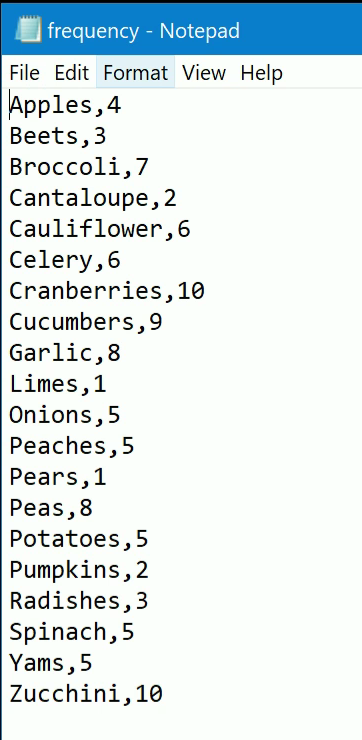 frequency - Notepad
File Edit Format View Help
Apples,4
Beets,3
Broccoli,7
Cantaloupe,2
Cauliflower,6
Celery,6
Cranberries,10
Cucumbers,9
Garlic,8
Limes,1
Onions,5
Peaches,5
Pears,1
Peas,8
Potatoes,5
Pumpkins,2
Radishes,3
Spinach,5
Yams,5
Zucchini,10